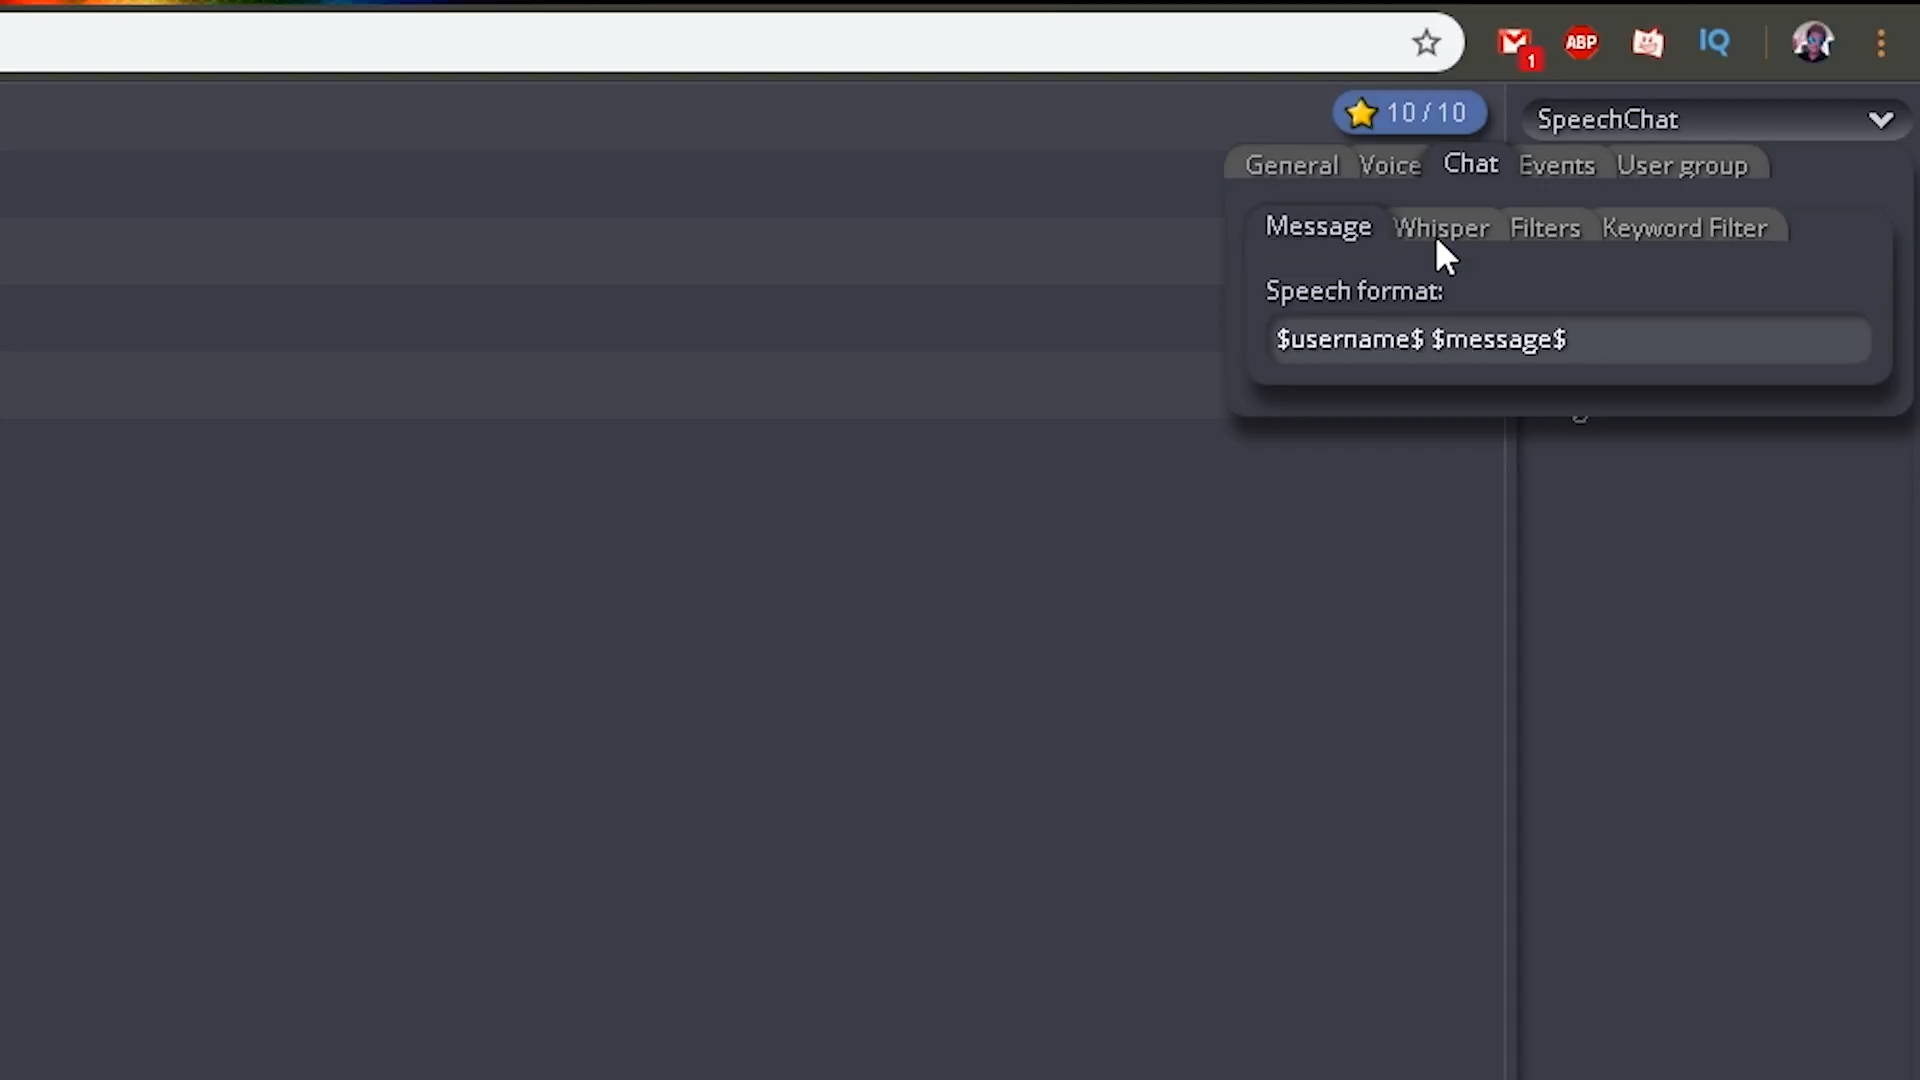 ABP
IQ
1
10 / 10
SpeechChat
General Voice Chat Events User group
Message Whisper Filters Keyword Filter
Speech format:
$username$ $message$